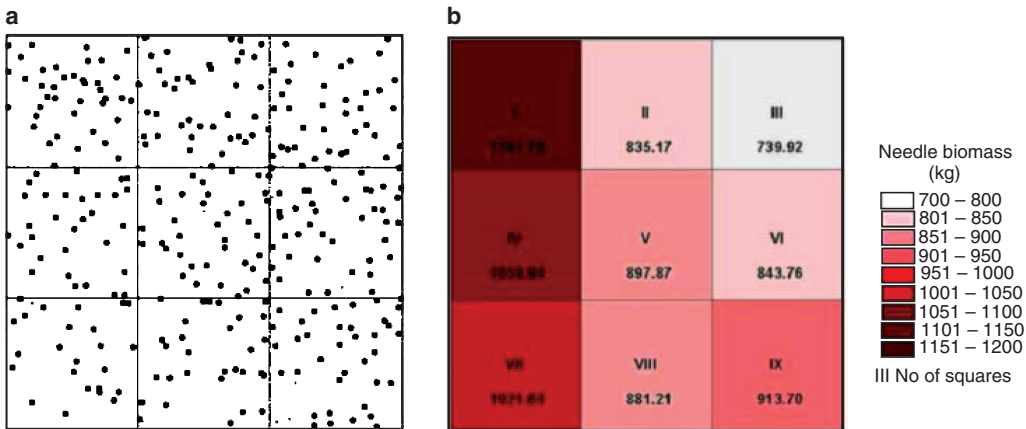 a
b
I
II
835.17
III
739.92
IV
V
897.87
VI
843.76
VII
VIII
881.21
IX
913.70
Needle biomass
(kg)
700 – 800
801 – 850
851 – 900
901 – 950
951 – 1000
1001 – 1050
1051 – 1100
1101 – 1150
1151 – 1200
III No of squares